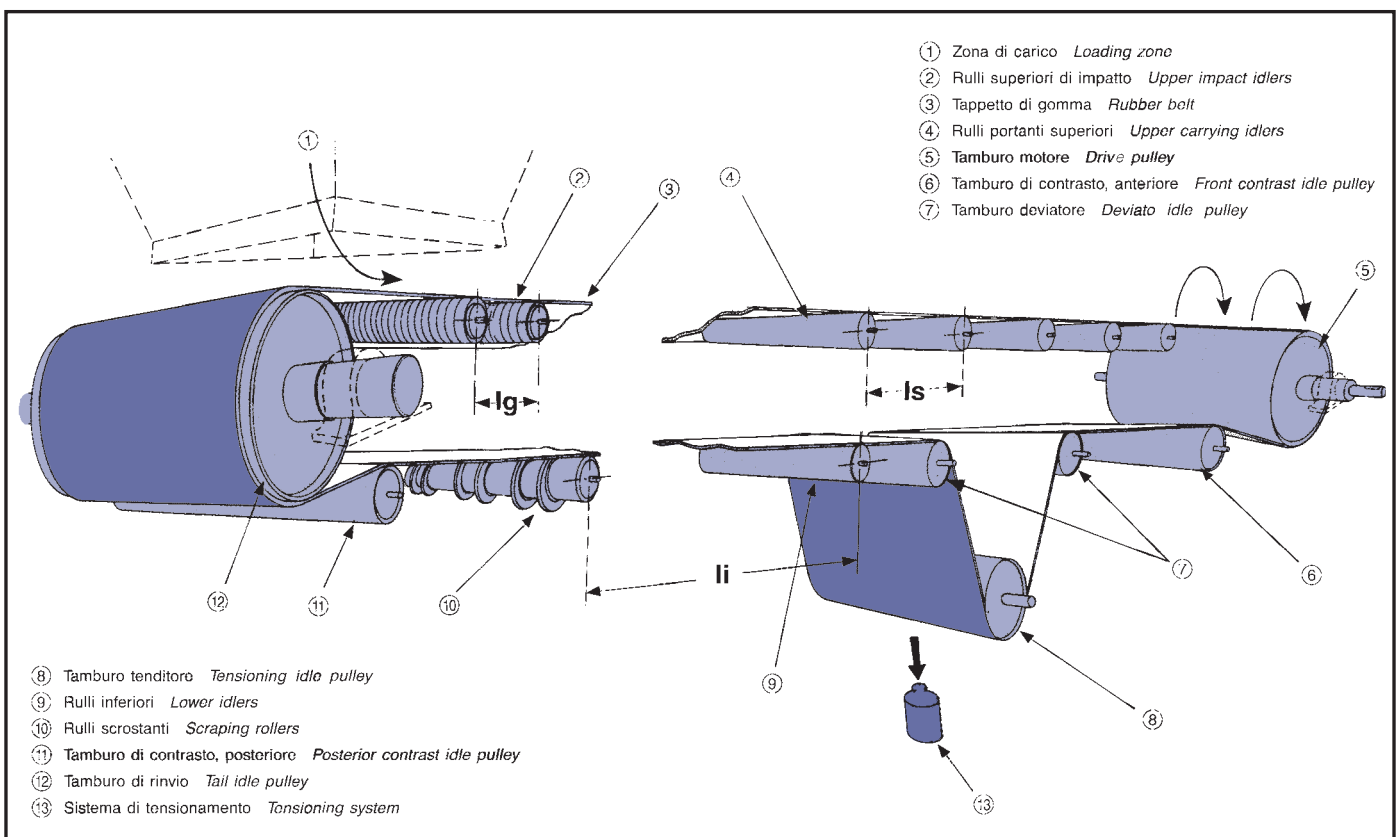 ① Zona di carico Loading zone
② Rulli superiori di impatto Upper impact idlers
③ Tappetto di gomma Rubber belt
④ Rulli portanti superiori Upper carrying idlers
⑤ Tamburo motore Drive pulley
⑥ Tamburo di contrasto, anteriore Front contrast idle pulley
⑦ Tamburo deviatore Deviato idle pulley
①
②
③
④
⑤
lg
ls
li
⑫
⑪
⑩
⑨
⑦
⑥
⑧
⑬
⑧ Tamburo tenditore Tensioning idle pulley
⑨ Rulli inferiori Lower idlers
⑩ Rulli scrostanti Scraping rollers
⑪ Tamburo di contrasto, posteriore Posterior contrast idle pulley
⑫ Tamburo di rinvio Tail idle pulley
⑬ Sistema di tensionamento Tensioning system